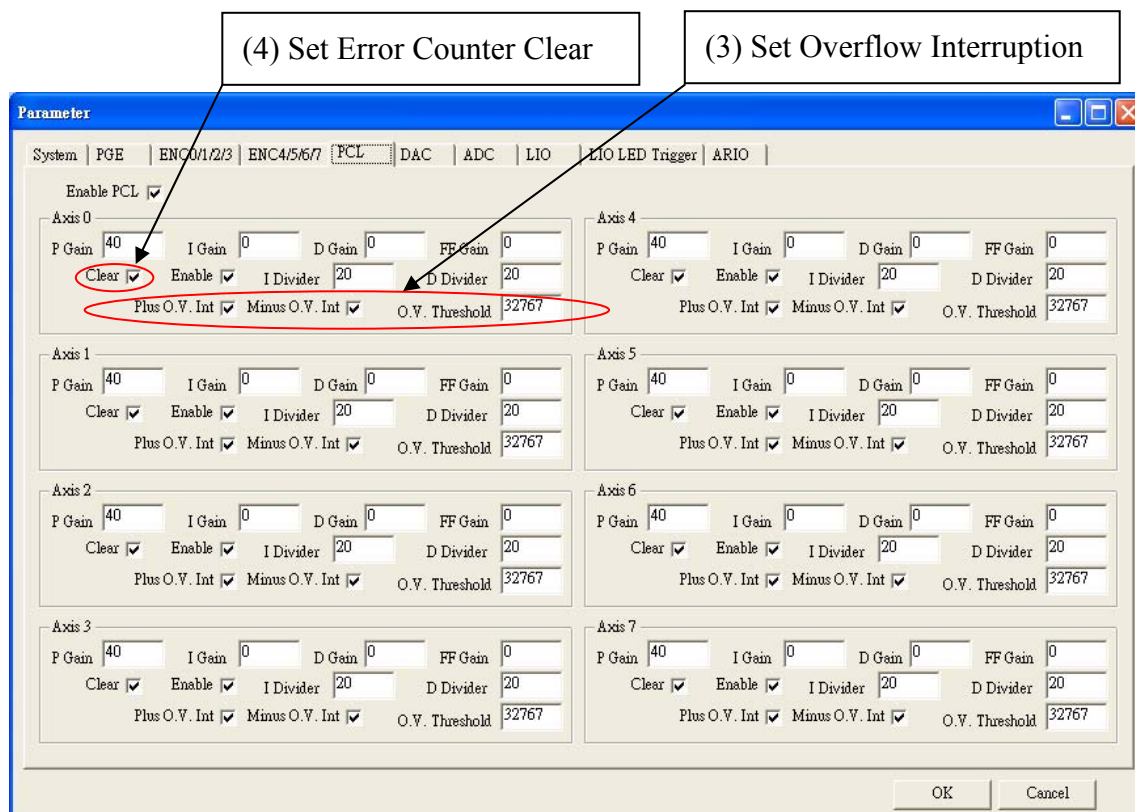 (4) Set Error Counter Clear
(3) Set Overflow Interruption
Parameter
System PGE ENC0/1/2/3 ENC4/5/6/7 PCL DAC ADC LIO LIO LED Trigger ARIO
Enable PCL
Axis 0
P Gain 40 I Gain 0 D Gain 0 FF Gain 0
Clear Enable I Divider 20 D Divider 20
Plus O.V. Int Minus O.V. Int O.V. Threshold 32767
Axis 4
P Gain 40 I Gain 0 D Gain 0 FF Gain 0
Clear Enable I Divider 20 D Divider 20
Plus O.V. Int Minus O.V. Int O.V. Threshold 32767
Axis 1
P Gain 40 I Gain 0 D Gain 0 FF Gain 0
Clear Enable I Divider 20 D Divider 20
Plus O.V. Int Minus O.V. Int O.V. Threshold 32767
Axis 5
P Gain 40 I Gain 0 D Gain 0 FF Gain 0
Clear Enable I Divider 20 D Divider 20
Plus O.V. Int Minus O.V. Int O.V. Threshold 32767
Axis 2
P Gain 40 I Gain 0 D Gain 0 FF Gain 0
Clear Enable I Divider 20 D Divider 20
Plus O.V. Int Minus O.V. Int O.V. Threshold 32767
Axis 6
P Gain 40 I Gain 0 D Gain 0 FF Gain 0
Clear Enable I Divider 20 D Divider 20
Plus O.V. Int Minus O.V. Int O.V. Threshold 32767
Axis 3
P Gain 40 I Gain 0 D Gain 0 FF Gain 0
Clear Enable I Divider 20 D Divider 20
Plus O.V. Int Minus O.V. Int O.V. Threshold 32767
Axis 7
P Gain 40 I Gain 0 D Gain 0 FF Gain 0
Clear Enable I Divider 20 D Divider 20
Plus O.V. Int Minus O.V. Int O.V. Threshold 32767
OK Cancel